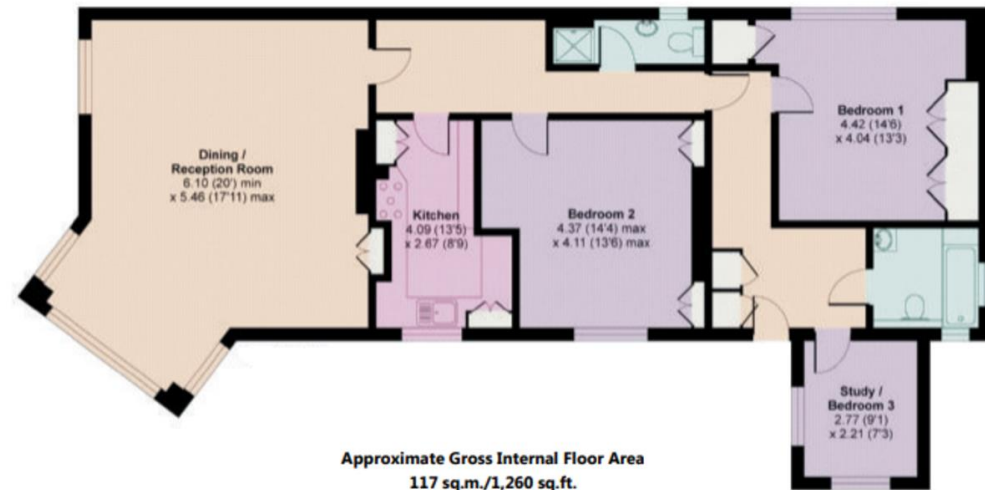 Dining /
Reception Room
6.10 (20') min
x 5.46 (17'11) max
Kitchen
4.09 (13'5)
x 2.67 (8'9)
Bedroom 2
4.37 (14'4) max
x 4.11 (13'6) max
Bedroom 1
4.42 (14'6)
x 4.04 (13'3)
Study /
Bedroom 3
2.77 (9'1)
x 2.21 (7'3)
Approximate Gross Internal Floor Area
117 sq.m./1,260 sq.ft.